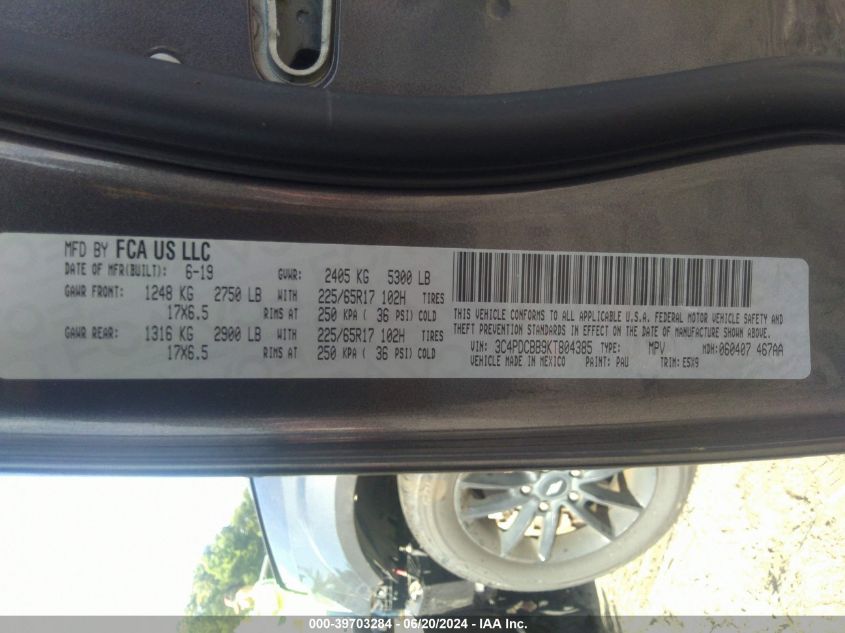 MFD BY FCA US LLC
DATE OF MFR(BUILT): 6-19 GVWR: 2405 KG 5300 LB
GAWR FRONT: 1248 KG 2750 LB WITH 225/65R17 102H TIRES
17X6.5 RIMS AT 250 KPA ( 36 PSI) COLD
GAWR REAR: 1316 KG 2900 LB WITH 225/65R17 102H TIRES
17X6.5 RIMS AT 250 KPA ( 36 PSI) COLD
THIS VEHICLE CONFORMS TO ALL APPLICABLE U.S.A. FEDERAL MOTOR VEHICLE SAFETY AND
THEFT PREVENTION STANDARDS IN EFFECT ON THE DATE OF MANUFACTURE SHOWN ABOVE.
VIN: 3C4PDCBB9KT804385 TYPE: MPV MDH:060407 467AA
VEHICLE MADE IN MEXICO PAINT: PAU TRIM:E5X9
000-39703284 - 06/20/2024 - IAA Inc.